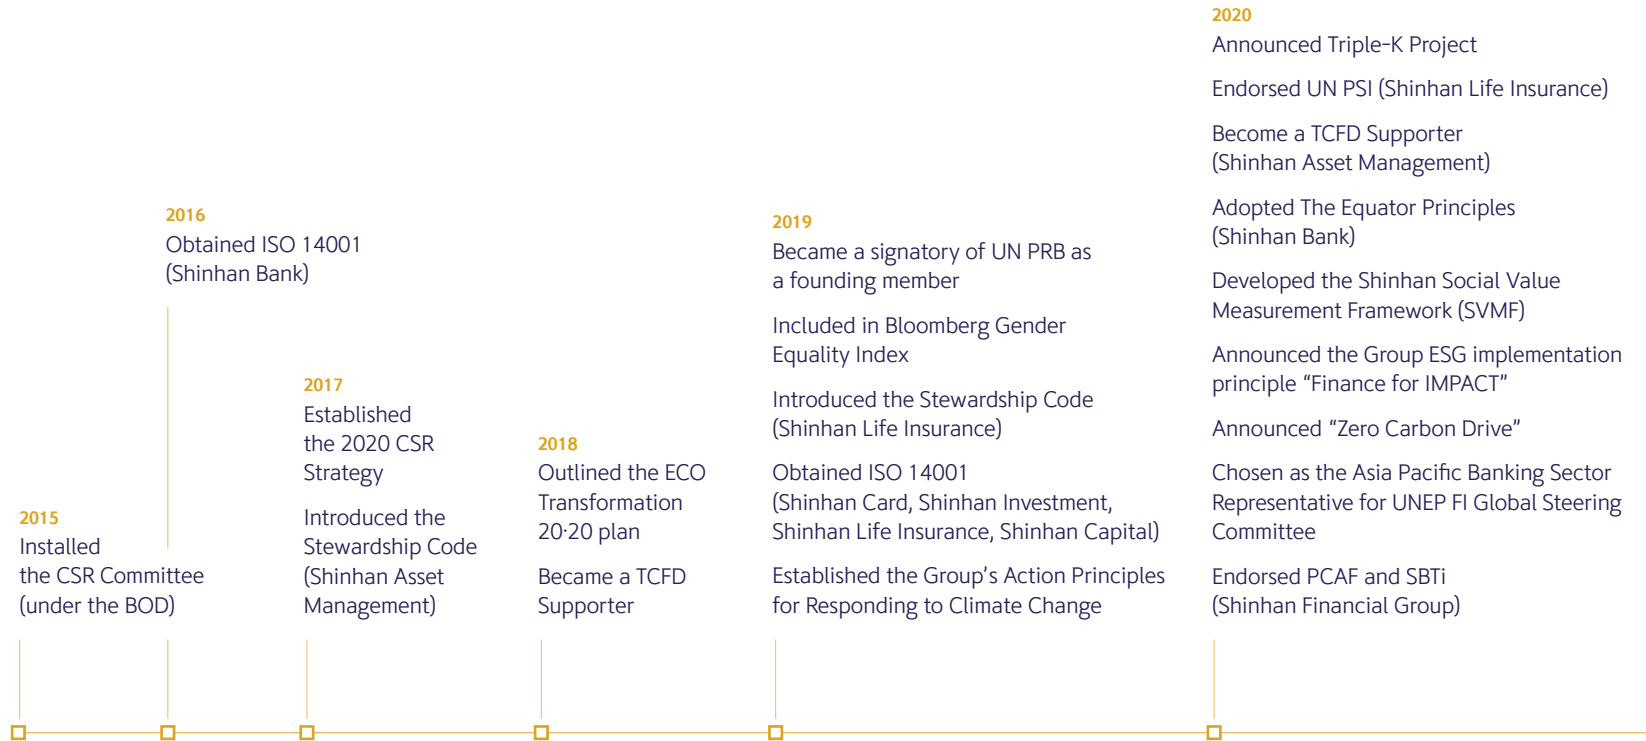 2015
Installed
the CSR Committee
(under the BOD)
2016
Obtained ISO 14001
(Shinhan Bank)
2017
Established
the 2020 CSR
Strategy
Introduced the
Stewardship Code
(Shinhan Asset
Management)
2018
Outlined the ECO
Transformation
20·20 plan
Became a TCFD
Supporter
2019
Became a signatory of UN PRB as
a founding member
Included in Bloomberg Gender
Equality Index
Introduced the Stewardship Code
(Shinhan Life Insurance)
Obtained ISO 14001
(Shinhan Card, Shinhan Investment,
Shinhan Life Insurance, Shinhan Capital)
Established the Group's Action Principles
for Responding to Climate Change
2020
Announced Triple-K Project
Endorsed UN PSI (Shinhan Life Insurance)
Become a TCFD Supporter
(Shinhan Asset Management)
Adopted The Equator Principles
(Shinhan Bank)
Developed the Shinhan Social Value
Measurement Framework (SVMF)
Announced the Group ESG implementation
principle “Finance for IMPACT”
Announced “Zero Carbon Drive”
Chosen as the Asia Pacific Banking Sector
Representative for UNEP FI Global Steering
Committee
Endorsed PCAF and SBTi
(Shinhan Financial Group)